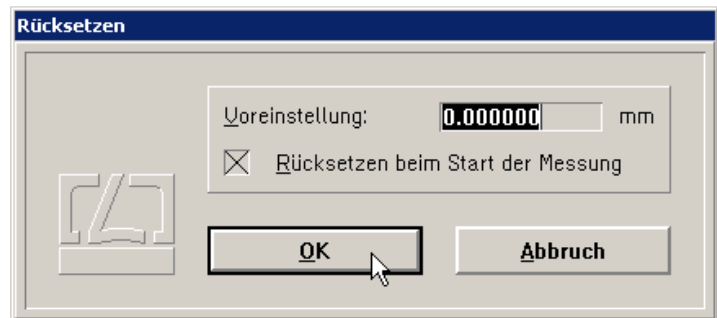 Rücksetzen
Voreinstellung: 0.000000 mm
Rücksetzen beim Start der Messung
OK Abbruch